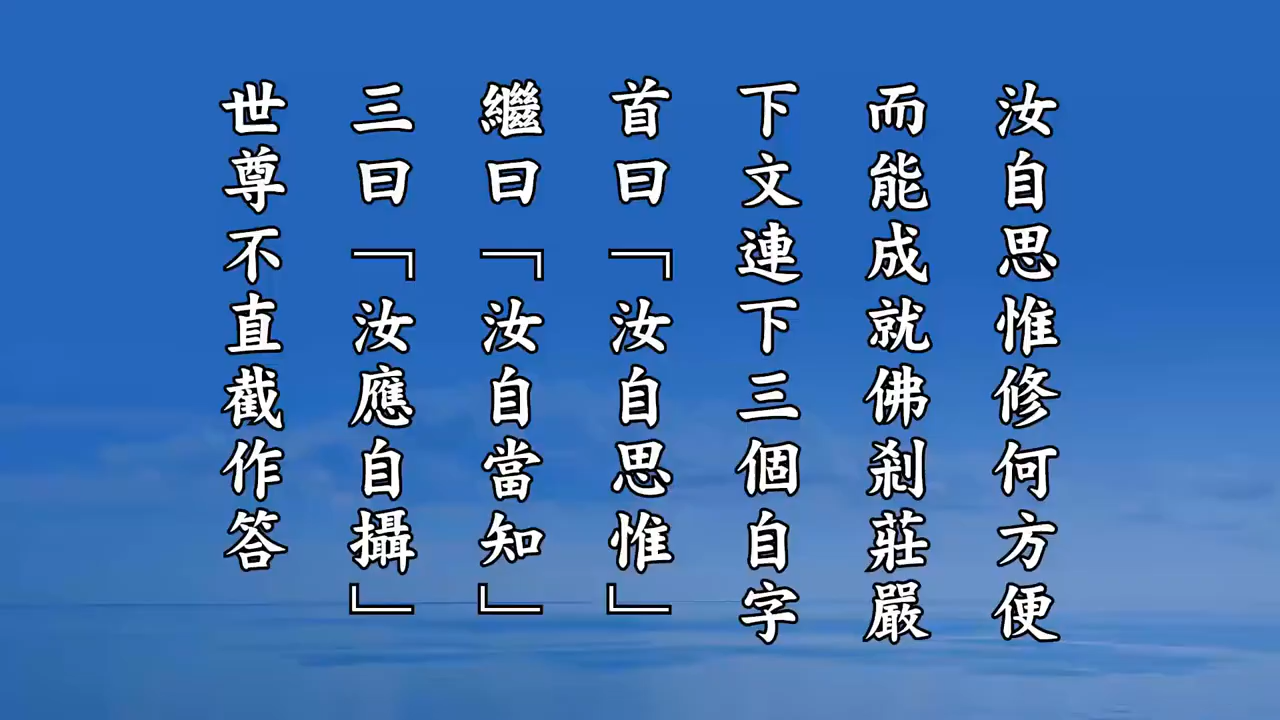 汝自思惟修何方便
而能成就佛剎莊嚴
下文連下三個自字
首曰「汝自思惟」
繼曰「汝自當知」
三曰「汝應自攝」
世尊不直截作答